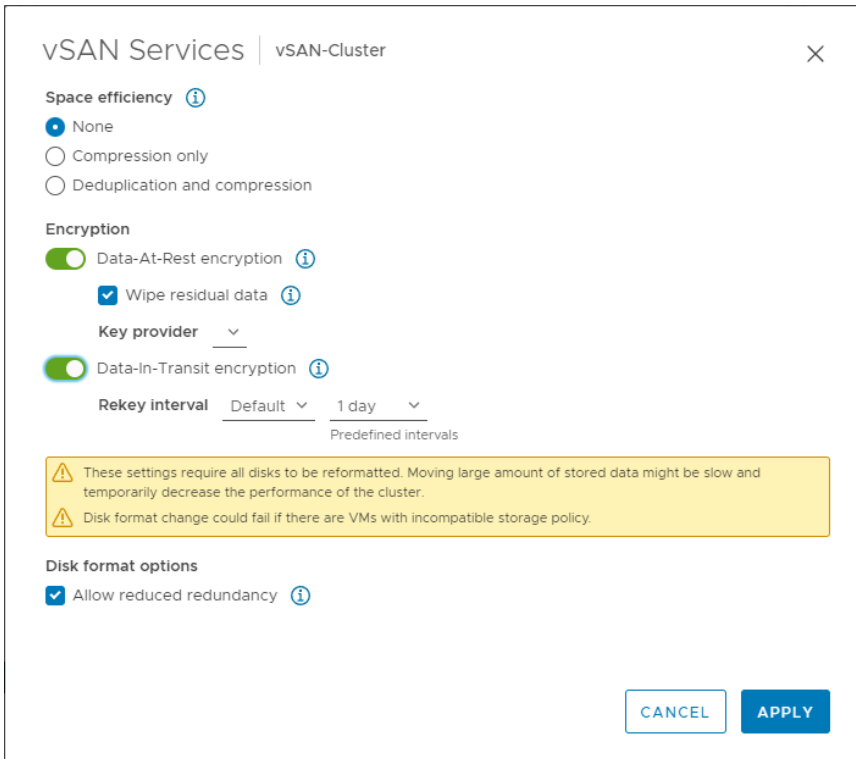 vSAN Services vSAN-Cluster
Space efficiency
None
Compression only
Deduplication and compression
Encryption
Data-At-Rest encryption
Wipe residual data
Key provider
Data-In-Transit encryption
Rekey interval Default 1 day
Predefined intervals
These settings require all disks to be reformatted. Moving large amount of stored data might be slow and
temporarily decrease the performance of the cluster.
Disk format change could fail if there are VMs with incompatible storage policy.
Disk format options
Allow reduced redundancy
CANCEL APPLY